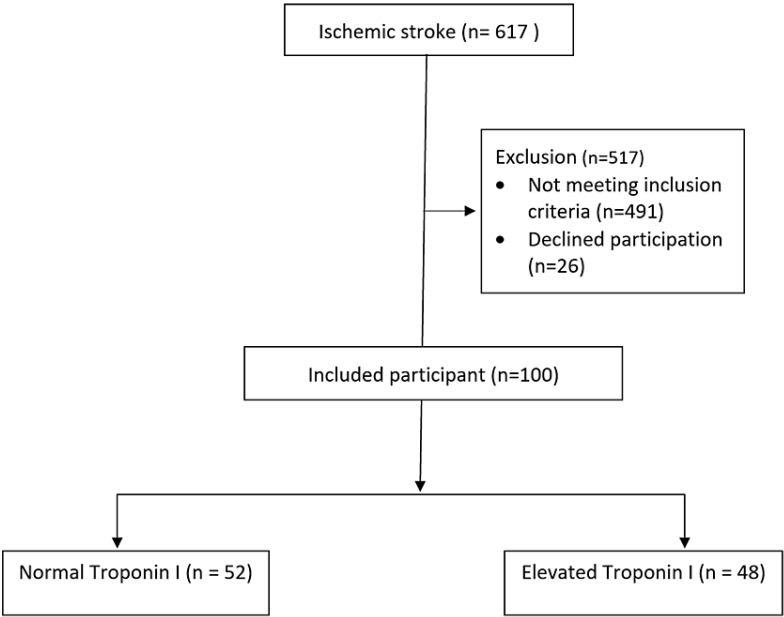 Ischemic stroke (n= 617 )
Exclusion (n=517)
• Not meeting inclusion
criteria (n=491)
• Declined participation
(n=26)
Included participant (n=100)
Normal Troponin I (n = 52)
Elevated Troponin I (n = 48)